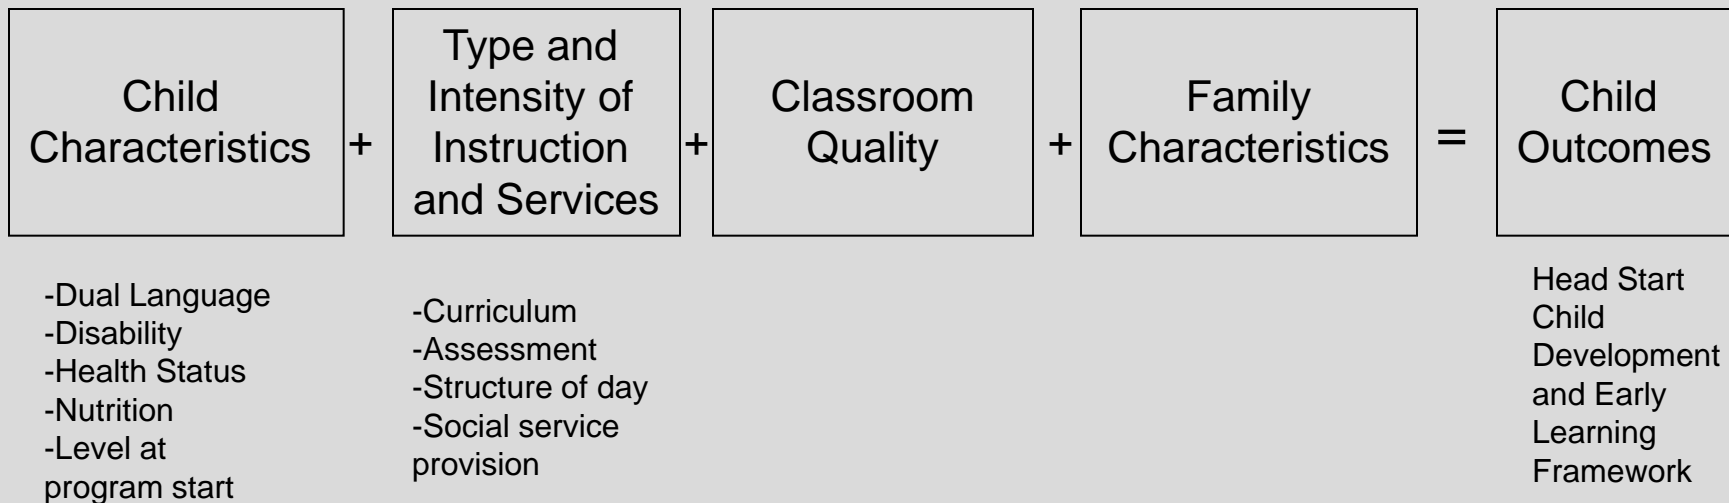 Child
Characteristics
+
Type and
Intensity of
Instruction
and Services
+
Classroom
Quality
+
Family
Characteristics
=
Child
Outcomes
-Dual Language
-Disability
-Health Status
-Nutrition
-Level at
program start
-Curriculum
-Assessment
-Structure of day
-Social service
provision
Head Start
Child
Development
and Early
Learning
Framework